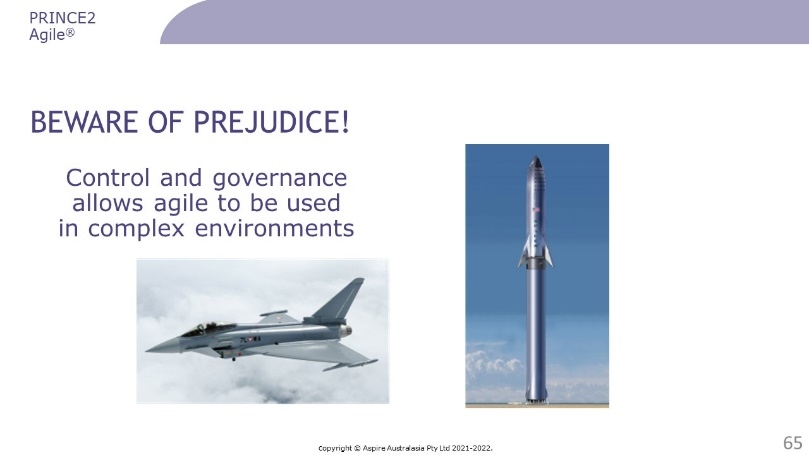 PRINCE2
Agile®
BEWARE OF PREJUDICE!
Control and governance
allows agile to be used
in complex environments
Copyright © Aspire Australasia Pty Ltd 2021-2022.
65